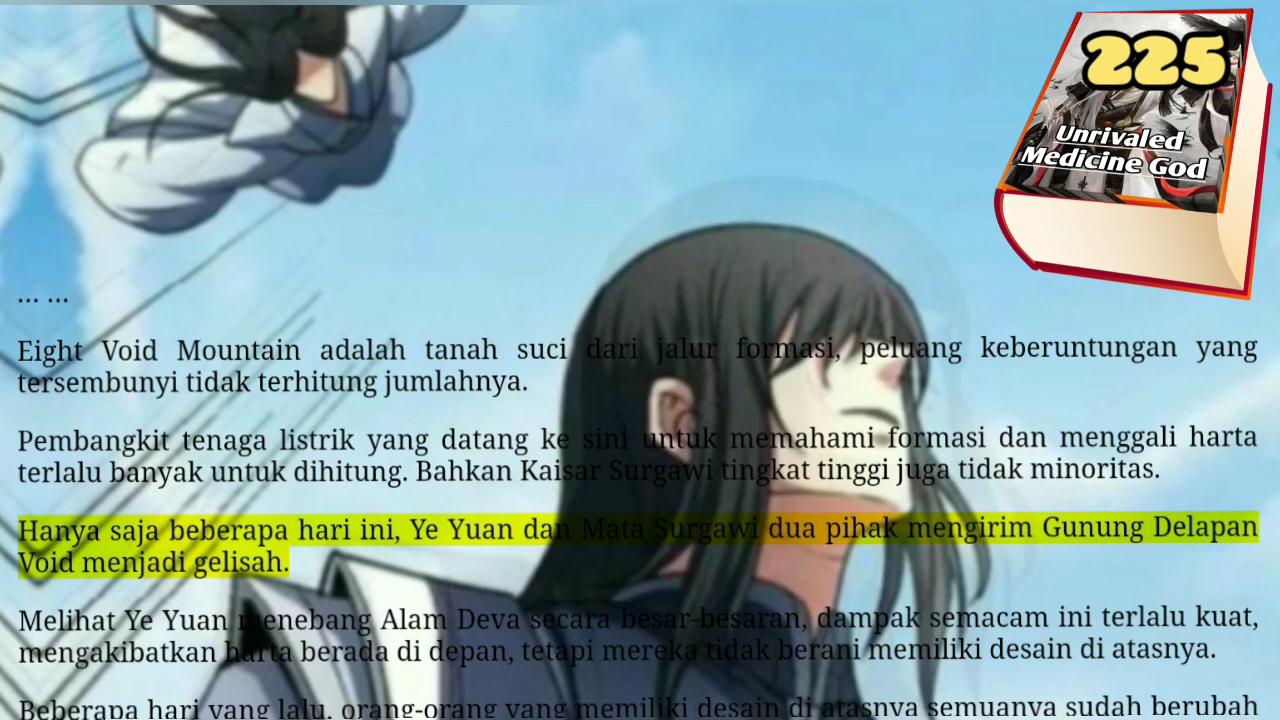 225
Unrivaled
Medicine God
... ...
Eight Void Mountain adalah tanah suci dari jalur formasi, peluang keberuntungan yang
tersembunyi tidak terhitung jumlahnya.
Pembangkit tenaga listrik yang datang ke sini untuk memahami formasi dan menggali harta
terlalu banyak untuk dihitung. Bahkan Kaisar Surgawi tingkat tinggi juga tidak minoritas.
Hanya saja beberapa hari ini, Ye Yuan dan Mata Surgawi dua pihak mengirim Gunung Delapan
Void menjadi gelisah.
Melihat Ye Yuan menebang Alam Deva secara besar-besaran, dampak semacam ini terlalu kuat,
mengakibatkan harta berada di depan, tetapi mereka tidak berani memiliki desain di atasnya.
Beberapa hari yang lalu, orang-orang yang memiliki desain di atasnya semuanya sudah berubah